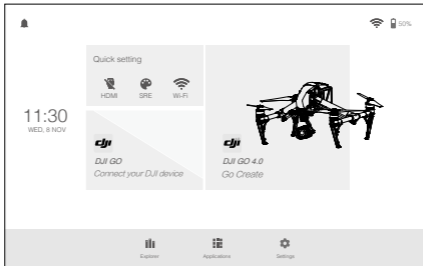 50%
Quick setting
HDMI SRE Wi-Fi
11:30
WED, 8 NOV
dji
DJI GO
Connect your DJI device
dji
DJI GO 4.0
Go Create
Explorer Applications Settings